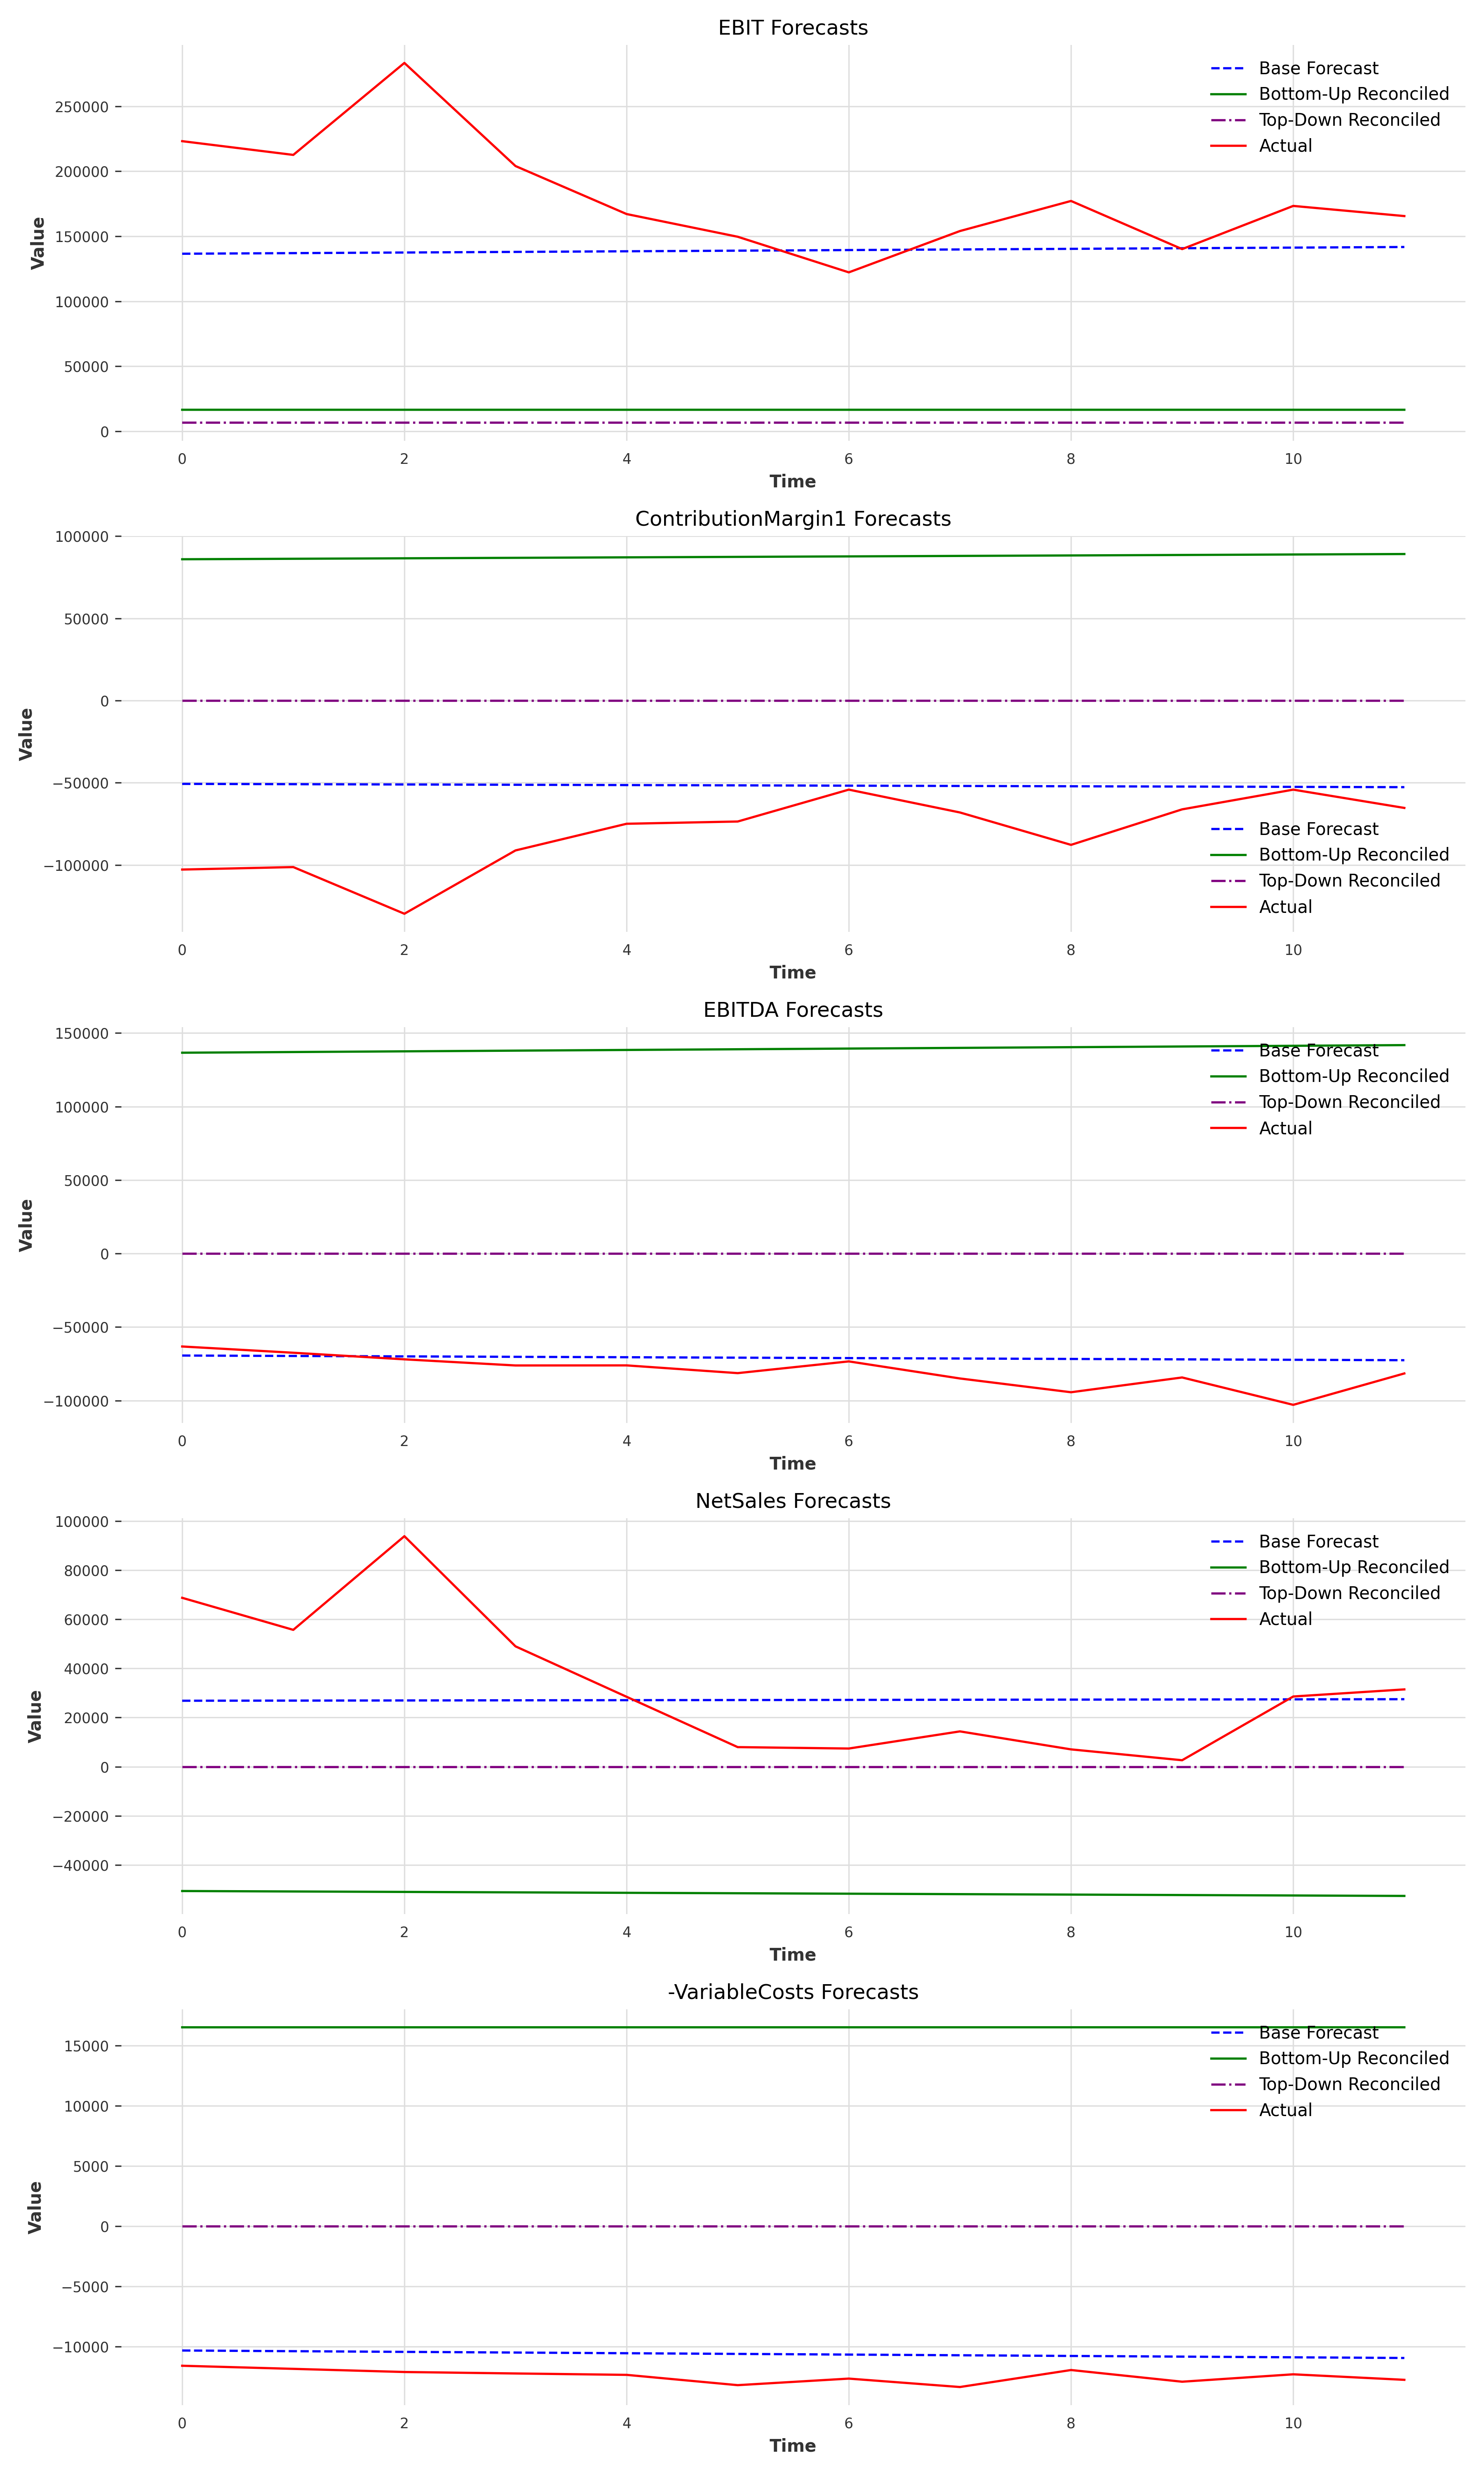 EBIT Forecasts
Base Forecast
Bottom-Up Reconciled
Top-Down Reconciled
Actual
250000
200000
150000
100000
50000
0
Value
0 2 4 6 8 10
Time
ContributionMargin1 Forecasts
100000
50000
0
−50000
−100000
Value
Base Forecast
Bottom-Up Reconciled
Top-Down Reconciled
Actual
0 2 4 6 8 10
Time
EBITDA Forecasts
150000
100000
50000
0
−50000
−100000
Value
Base Forecast
Bottom-Up Reconciled
Top-Down Reconciled
Actual
0 2 4 6 8 10
Time
NetSales Forecasts
100000
80000
60000
40000
20000
0
−20000
−40000
Value
Base Forecast
Bottom-Up Reconciled
Top-Down Reconciled
Actual
0 2 4 6 8 10
Time
-VariableCosts Forecasts
15000
10000
5000
0
−5000
−10000
Value
Base Forecast
Bottom-Up Reconciled
Top-Down Reconciled
Actual
0 2 4 6 8 10
Time